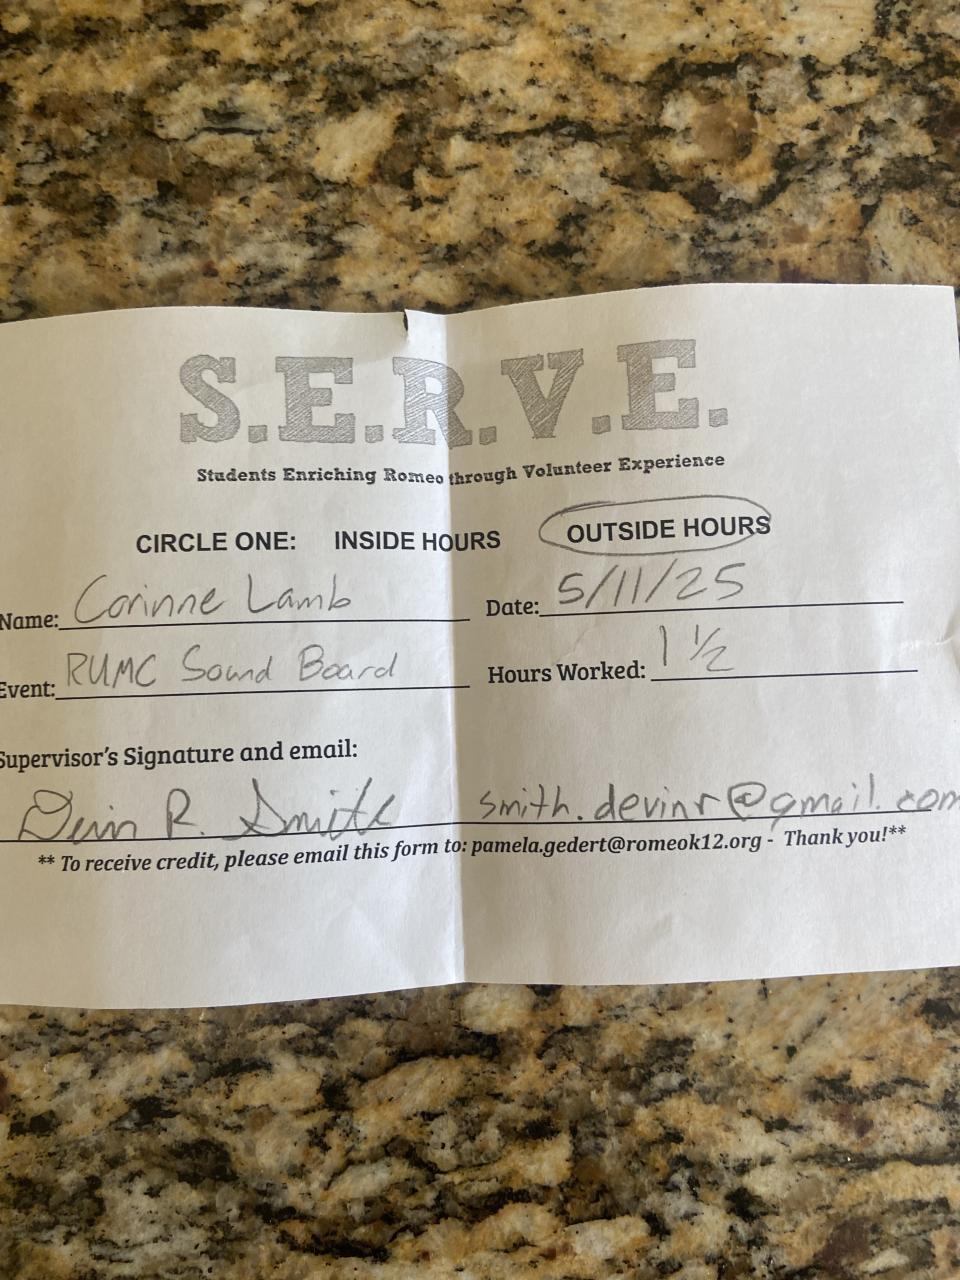 S.E.R.V.E.
Students Enriching Romeo through Volunteer Experience
CIRCLE ONE: INSIDE HOURS OUTSIDE HOURS
Name: Corinne Lamb Date: 5/11/25
Event: RUMC Sound Board Hours Worked: 1 1/2
Supervisor's Signature and email:
Devin R. Smith smith.devinr@gmail.com
** To receive credit, please email this form to: pamela.gedert@romeok12.org - Thank you!**